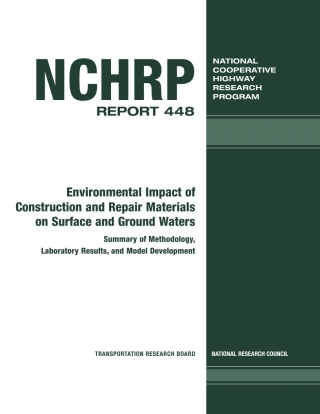 NCHRP
REPORT 448
NATIONAL
COOPERATIVE
HIGHWAY
RESEARCH
PROGRAM
Environmental Impact of
Construction and Repair Materials
on Surface and Ground Waters
Summary of Methodology,
Laboratory Results, and Model Development
TRANSPORTATION RESEARCH BOARD
NATIONAL RESEARCH COUNCIL